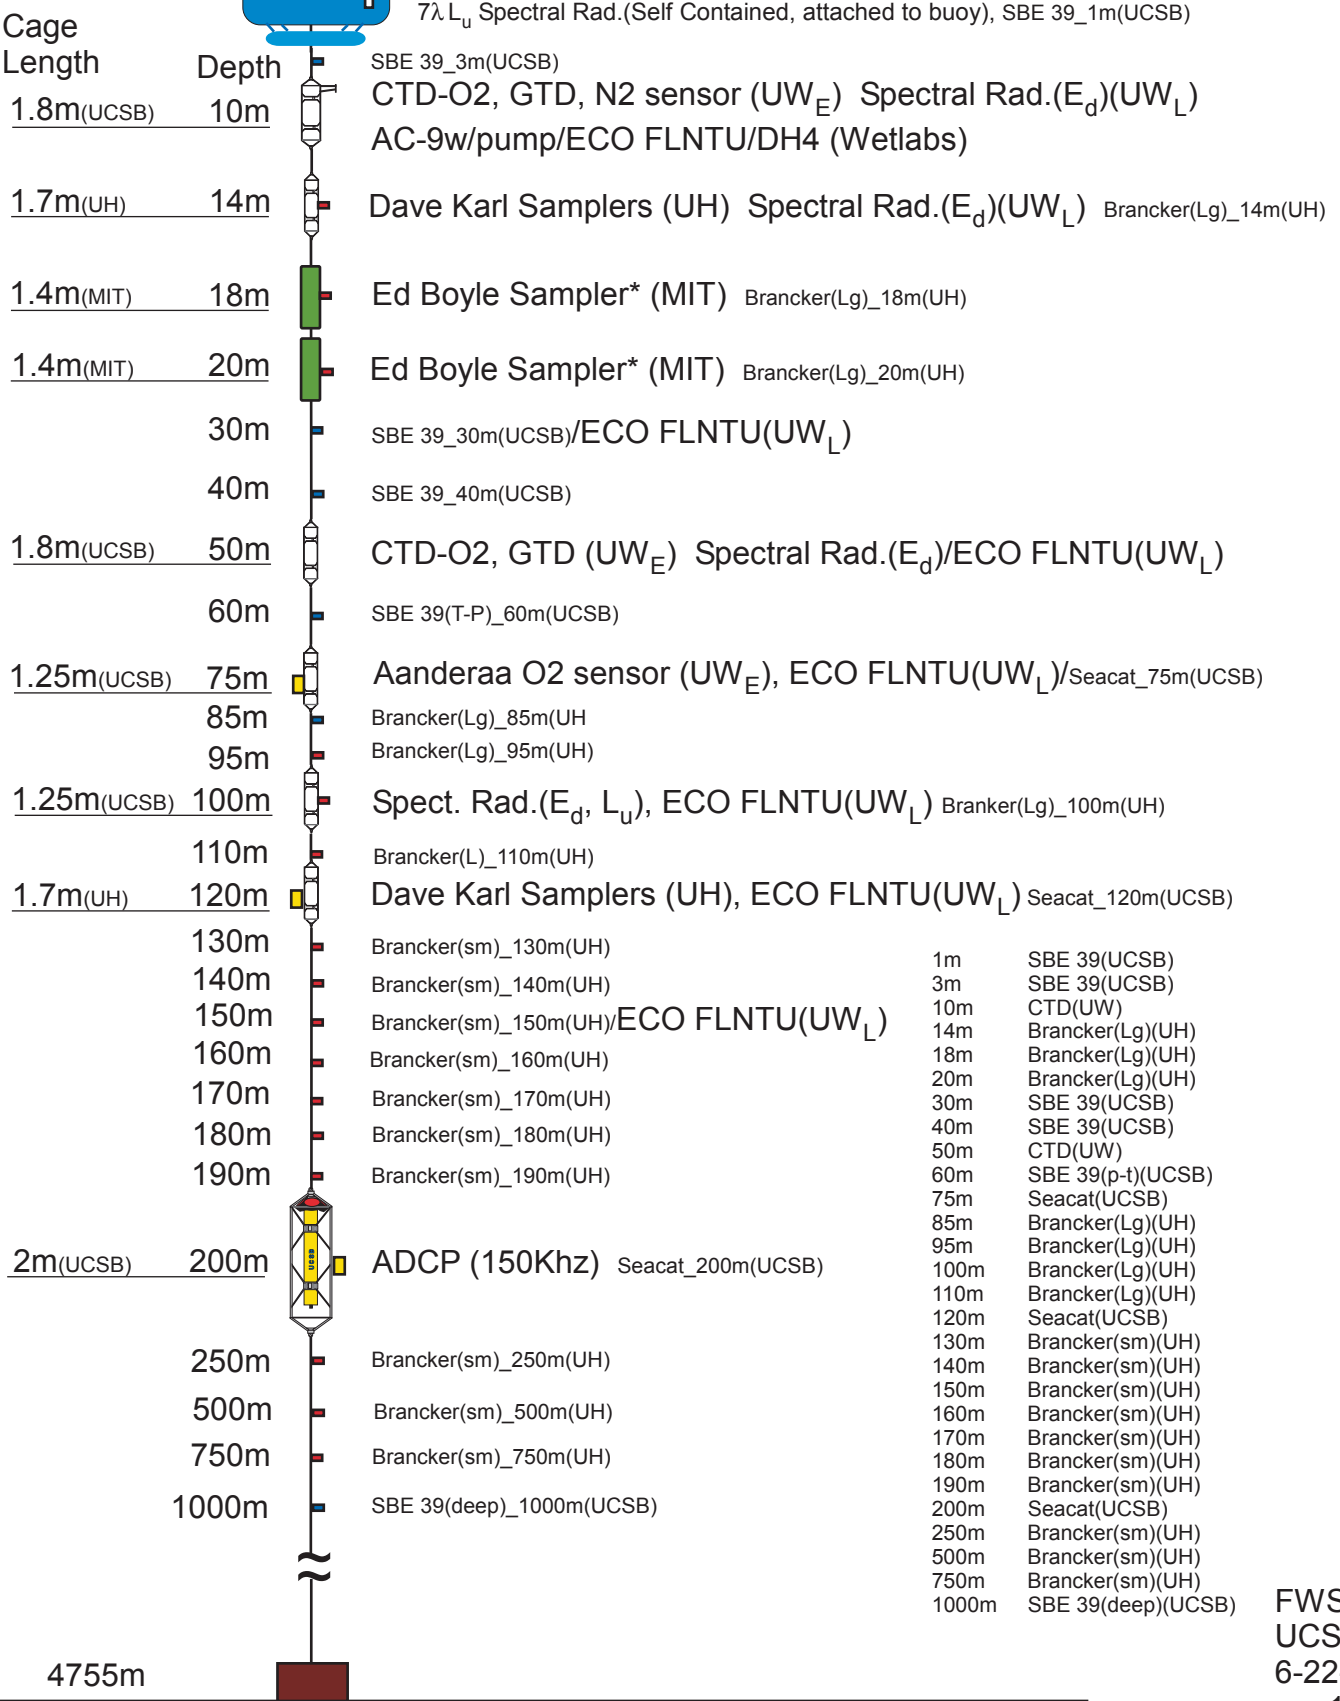 7λ Lu Spectral Rad.(Self Contained, attached to buoy), SBE 39_1m(UCSB)
Cage
Length Depth SBE 39_3m(UCSB)
1.8m(UCSB) 10m CTD-O2, GTD, N2 sensor (UWE) Spectral Rad.(Ed)(UWL)
AC-9w/pump/ECO FLNTU/DH4 (Wetlabs)
1.7m(UH) 14m Dave Karl Samplers (UH) Spectral Rad.(Ed)(UWL) Brancker(Lg)_14m(UH)
1.4m(MIT) 18m Ed Boyle Sampler* (MIT) Brancker(Lg)_18m(UH)
1.4m(MIT) 20m Ed Boyle Sampler* (MIT) Brancker(Lg)_20m(UH)
30m SBE 39_30m(UCSB)/ECO FLNTU(UWL)
40m SBE 39_40m(UCSB)
1.8m(UCSB) 50m CTD-O2, GTD (UWE) Spectral Rad.(Ed)/ECO FLNTU(UWL)
60m SBE 39(T-P)_60m(UCSB)
1.25m(UCSB) 75m Aanderaa O2 sensor (UWE), ECO FLNTU(UWL)/Seacat_75m(UCSB)
85m Brancker(Lg)_85m(UH
95m Brancker(Lg)_95m(UH)
1.25m(UCSB) 100m Spect. Rad.(Ed, Lu), ECO FLNTU(UWL) Branker(Lg)_100m(UH)
110m Brancker(L)_110m(UH)
1.7m(UH) 120m Dave Karl Samplers (UH), ECO FLNTU(UWL) Seacat_120m(UCSB)
130m Brancker(sm)_130m(UH)
140m Brancker(sm)_140m(UH)
150m Brancker(sm)_150m(UH)/ECO FLNTU(UWL)
160m Brancker(sm)_160m(UH)
170m Brancker(sm)_170m(UH)
180m Brancker(sm)_180m(UH)
190m Brancker(sm)_190m(UH)
UCSB
2m(UCSB) 200m ADCP (150Khz) Seacat_200m(UCSB)
250m Brancker(sm)_250m(UH)
500m Brancker(sm)_500m(UH)
750m Brancker(sm)_750m(UH)
1000m SBE 39(deep)_1000m(UCSB)
4755m
1m SBE 39(UCSB)
3m SBE 39(UCSB)
10m CTD(UW)
14m Brancker(Lg)(UH)
18m Brancker(Lg)(UH)
20m Brancker(Lg)(UH)
30m SBE 39(UCSB)
40m SBE 39(UCSB)
50m CTD(UW)
60m SBE 39(p-t)(UCSB)
75m Seacat(UCSB)
85m Brancker(Lg)(UH)
95m Brancker(Lg)(UH)
100m Brancker(Lg)(UH)
110m Brancker(Lg)(UH)
120m Seacat(UCSB)
130m Brancker(sm)(UH)
140m Brancker(sm)(UH)
150m Brancker(sm)(UH)
160m Brancker(sm)(UH)
170m Brancker(sm)(UH)
180m Brancker(sm)(UH)
190m Brancker(sm)(UH)
200m Seacat(UCSB)
250m Brancker(sm)(UH)
500m Brancker(sm)(UH)
750m Brancker(sm)(UH)
1000m SBE 39(deep)(UCSB)
FWS
UCS
6-22